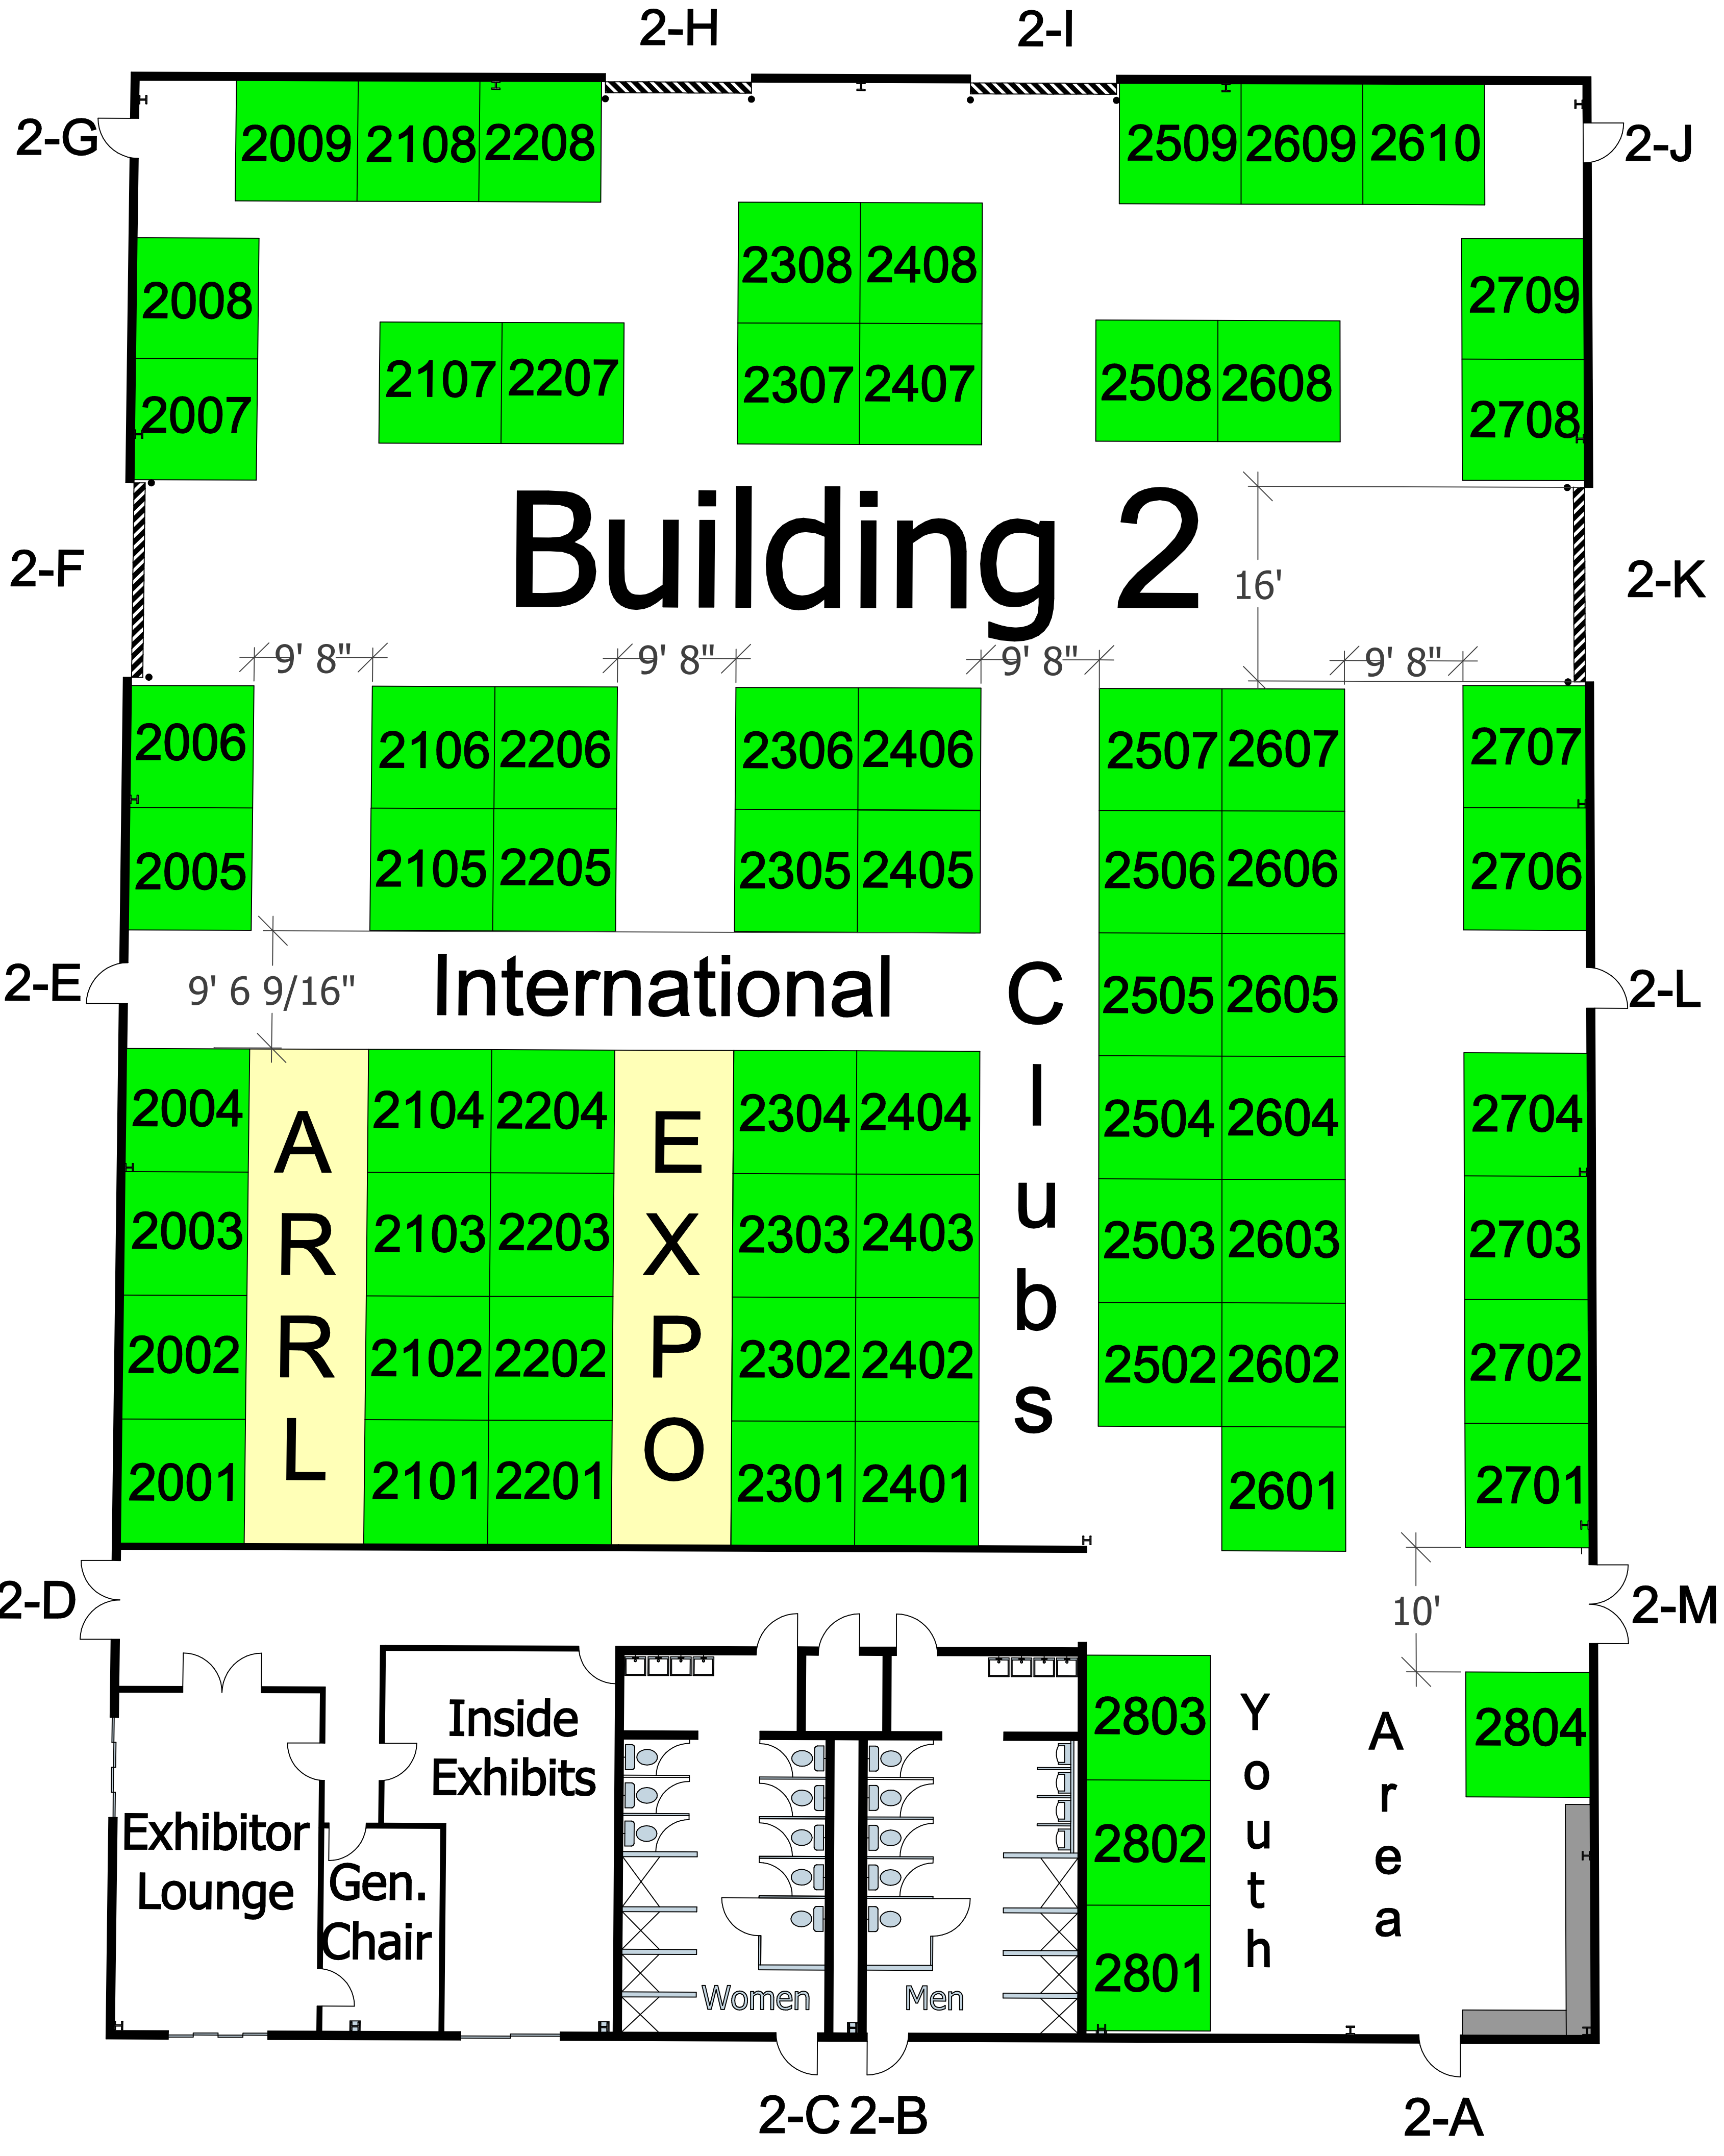 2-H 2-I
2-G 2009 2108 2208 2509 2609 2610 2-J
2308 2408
2008 2709
2107 2207 2307 2407 2508 2608
2007 2708
Building 2
2-F 16' 2-K
9' 8" 9' 8" 9' 8" 9' 8"
2006 2106 2206 2306 2406 2507 2607 2707
2005 2105 2205 2305 2405 2506 2606 2706
2-E 9' 6 9/16" International 2505 2605 2-L
Clubs
2004 2104 2204 2304 2404 2504 2604 2704
ARRL
EXPO
2003 2103 2203 2303 2403 2503 2603 2703
2002 2102 2202 2302 2402 2502 2602 2702
2001 2101 2201 2301 2401 2601 2701
2-D 10' 2-M
Inside
Exhibits
2803 2804
Youth
Area
Exhibitor
Lounge
Gen.
Chair
2802
2801
Women Men
2-C 2-B 2-A